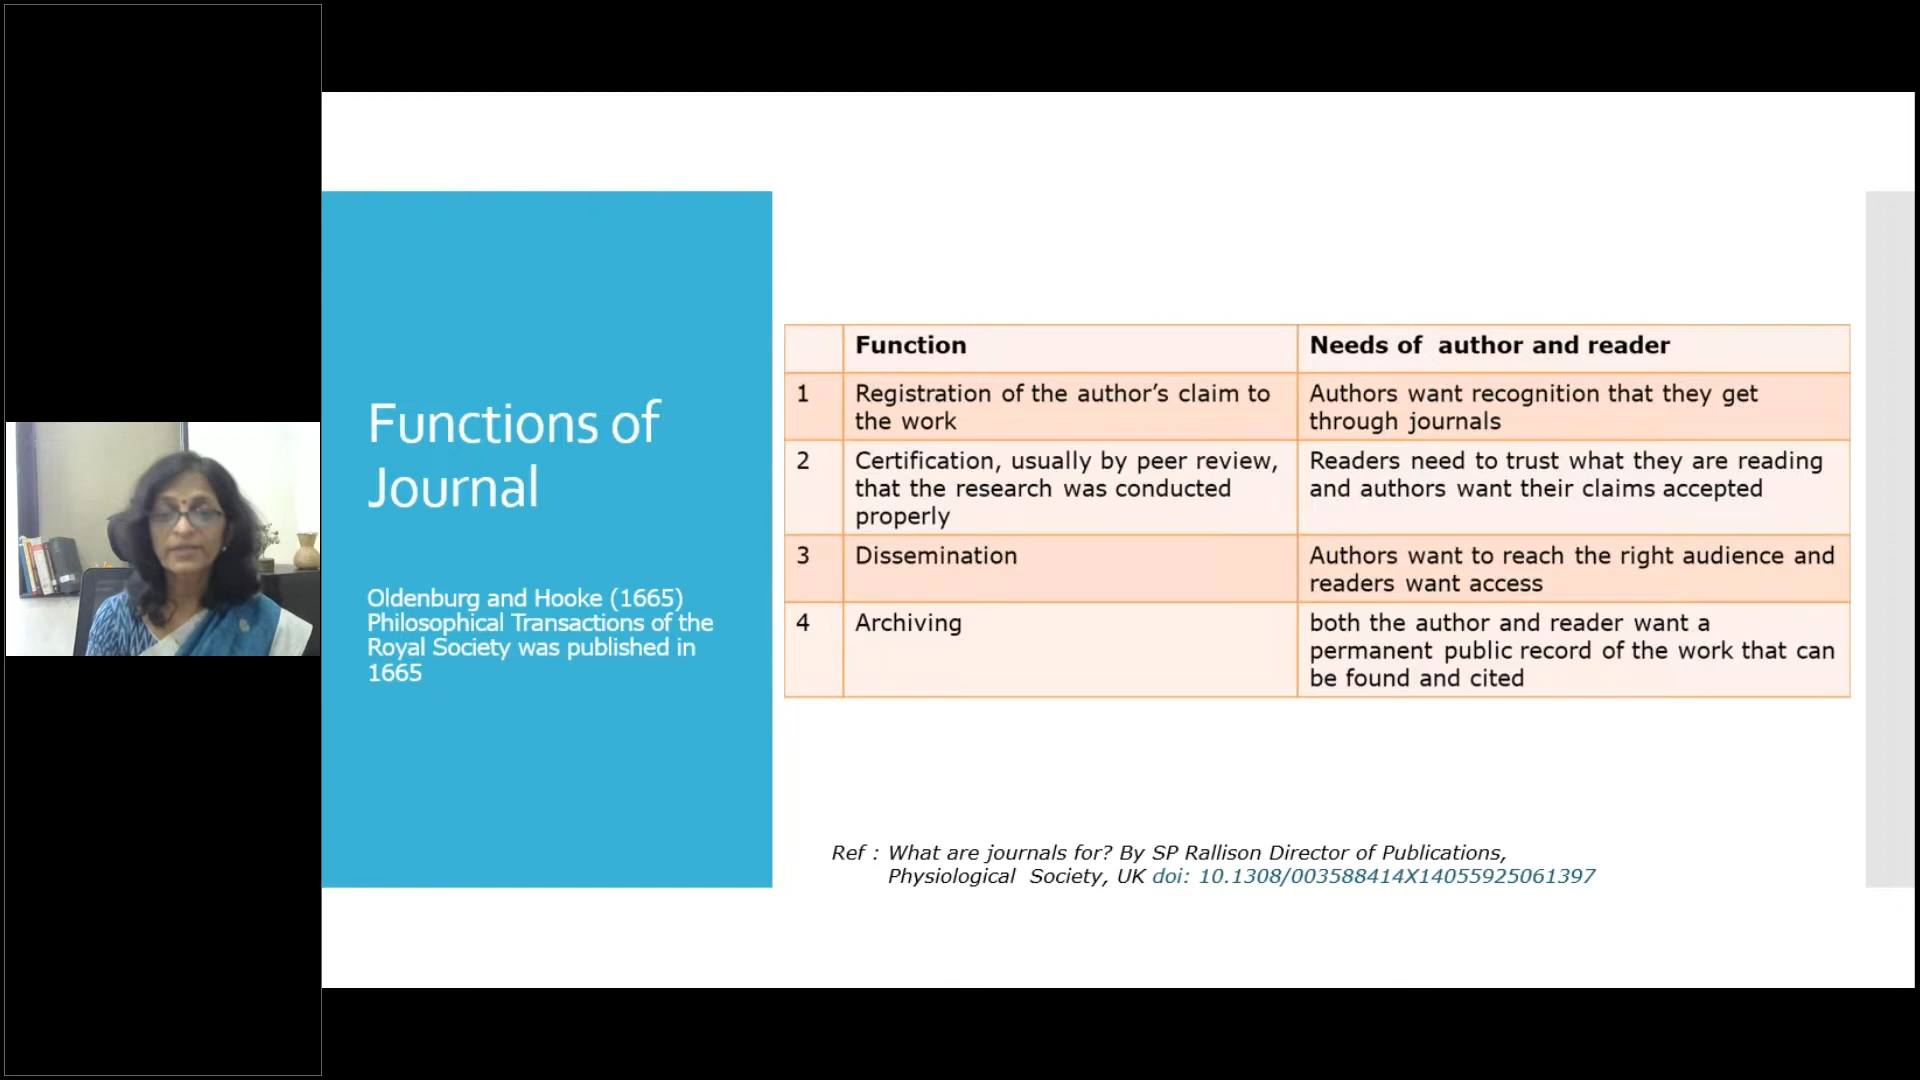 Functions of
Journal
Oldenburg and Hooke (1665)
Philosophical Transactions of the
Royal Society was published in
1665
Function
Needs of author and reader
1
Registration of the author’s claim to
the work
Authors want recognition that they get
through journals
2
Certification, usually by peer review,
that the research was conducted
properly
Readers need to trust what they are reading
and authors want their claims accepted
3
Dissemination
Authors want to reach the right audience and
readers want access
4
Archiving
both the author and reader want a
permanent public record of the work that can
be found and cited
Ref : What are journals for? By SP Rallison Director of Publications,
Physiological Society, UK doi: 10.1308/003588414X14055925061397